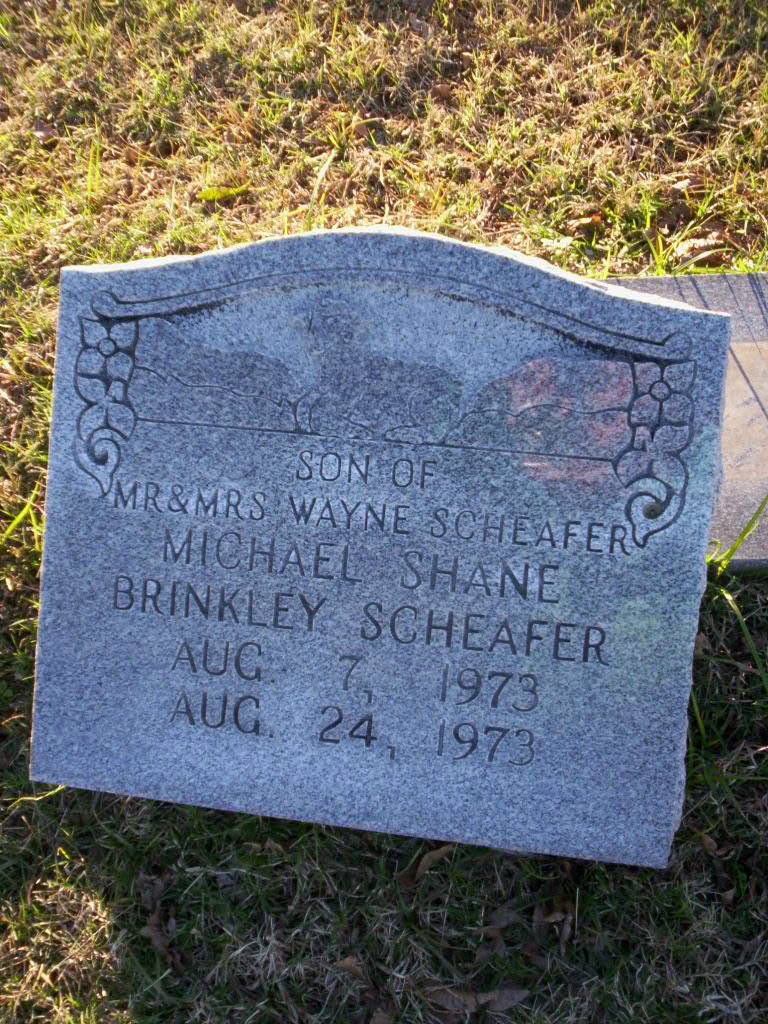 SON OF
MR&MRS WAYNE SCHEAFER
MICHAEL SHANE
BRINKLEY SCHEAFER
AUG. 7, 1973
AUG. 24, 1973